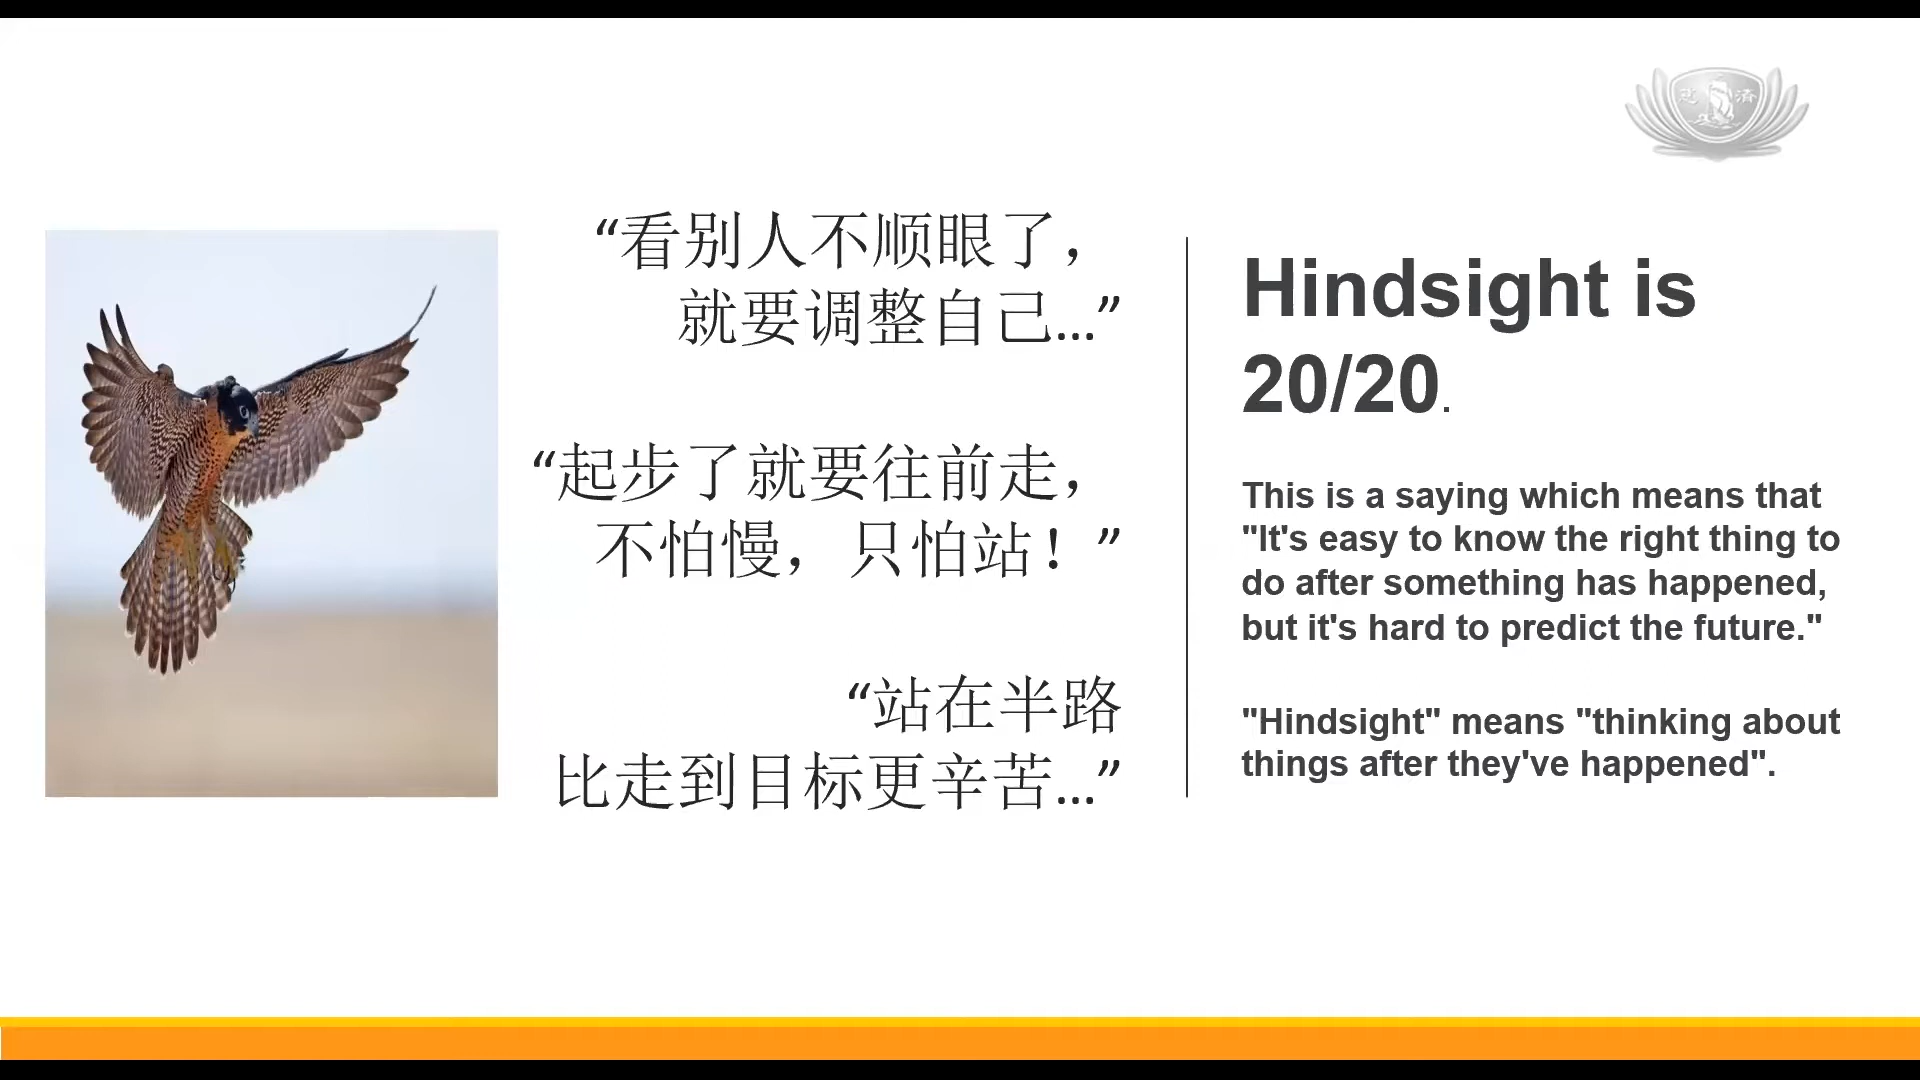 慈 濟
“看别人不顺眼了，
就要调整自己…”
“起步了就要往前走，
不怕慢，只怕站！”
“站在半路
比走到目标更辛苦…”
Hindsight is
20/20.
This is a saying which means that
"It's easy to know the right thing to
do after something has happened,
but it's hard to predict the future."
"Hindsight" means "thinking about
things after they've happened".